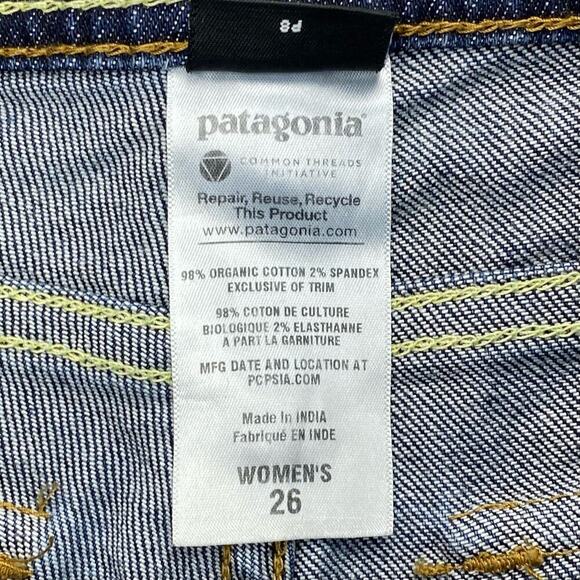 P8
patagonia®
COMMON THREADS
INITIATIVE
Repair, Reuse, Recycle
This Product
www.patagonia.com
98% ORGANIC COTTON 2% SPANDEX
EXCLUSIVE OF TRIM
98% COTON DE CULTURE
BIOLOGIQUE 2% ELASTHANNE
A PART LA GARNITURE
MFG DATE AND LOCATION AT
PCPSIA.COM
Made In INDIA
Fabriqué EN INDE
WOMEN'S
26